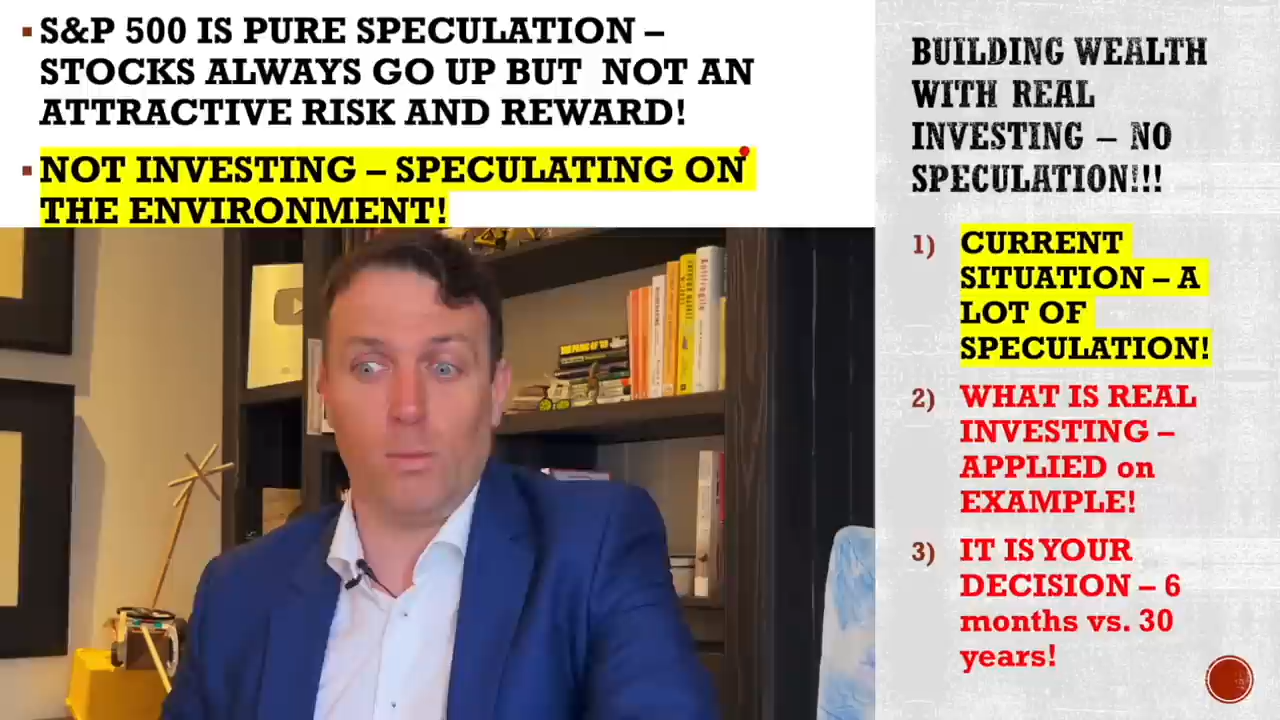 S&P 500 IS PURE SPECULATION –
STOCKS ALWAYS GO UP BUT NOT AN
ATTRACTIVE RISK AND REWARD!
NOT INVESTING – SPECULATING ON
THE ENVIRONMENT!
BUILDING WEALTH
WITH REAL
INVESTING – NO
SPECULATION!!!
1) CURRENT
SITUATION – A
LOT OF
SPECULATION!
2) WHAT IS REAL
INVESTING –
APPLIED on
EXAMPLE!
3) IT IS YOUR
DECISION – 6
months vs. 30
years!
Antifragile